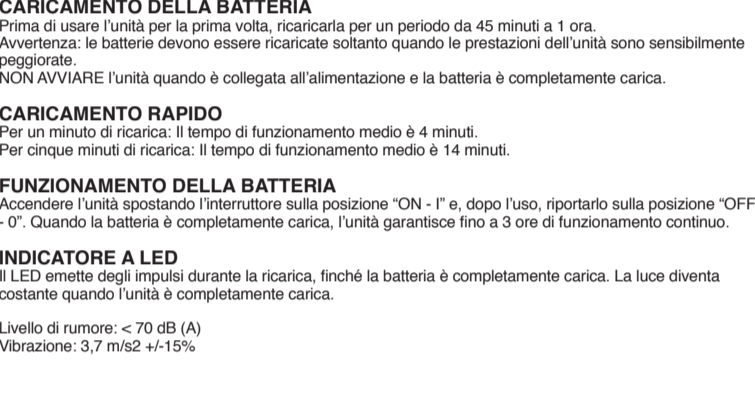 CARICAMENTO DELLA BATTERIA
Prima di usare l'unità per la prima volta, ricaricarla per un periodo da 45 minuti a 1 ora.
Avvertenza: le batterie devono essere ricaricate soltanto quando le prestazioni dell'unità sono sensibilmente
peggiorate.
NON AVVIARE l'unità quando è collegata all'alimentazione e la batteria è completamente carica.
CARICAMENTO RAPIDO
Per un minuto di ricarica: Il tempo di funzionamento medio è 4 minuti.
Per cinque minuti di ricarica: Il tempo di funzionamento medio è 14 minuti.
FUNZIONAMENTO DELLA BATTERIA
Accendere l'unità spostando l'interruttore sulla posizione “ON - I” e, dopo l'uso, riportarlo sulla posizione “OFF
- 0”. Quando la batteria è completamente carica, l'unità garantisce fino a 3 ore di funzionamento continuo.
INDICATORE A LED
Il LED emette degli impulsi durante la ricarica, finché la batteria è completamente carica. La luce diventa
costante quando l'unità è completamente carica.
Livello di rumore: < 70 dB (A)
Vibrazione: 3,7 m/s2 +/-15%